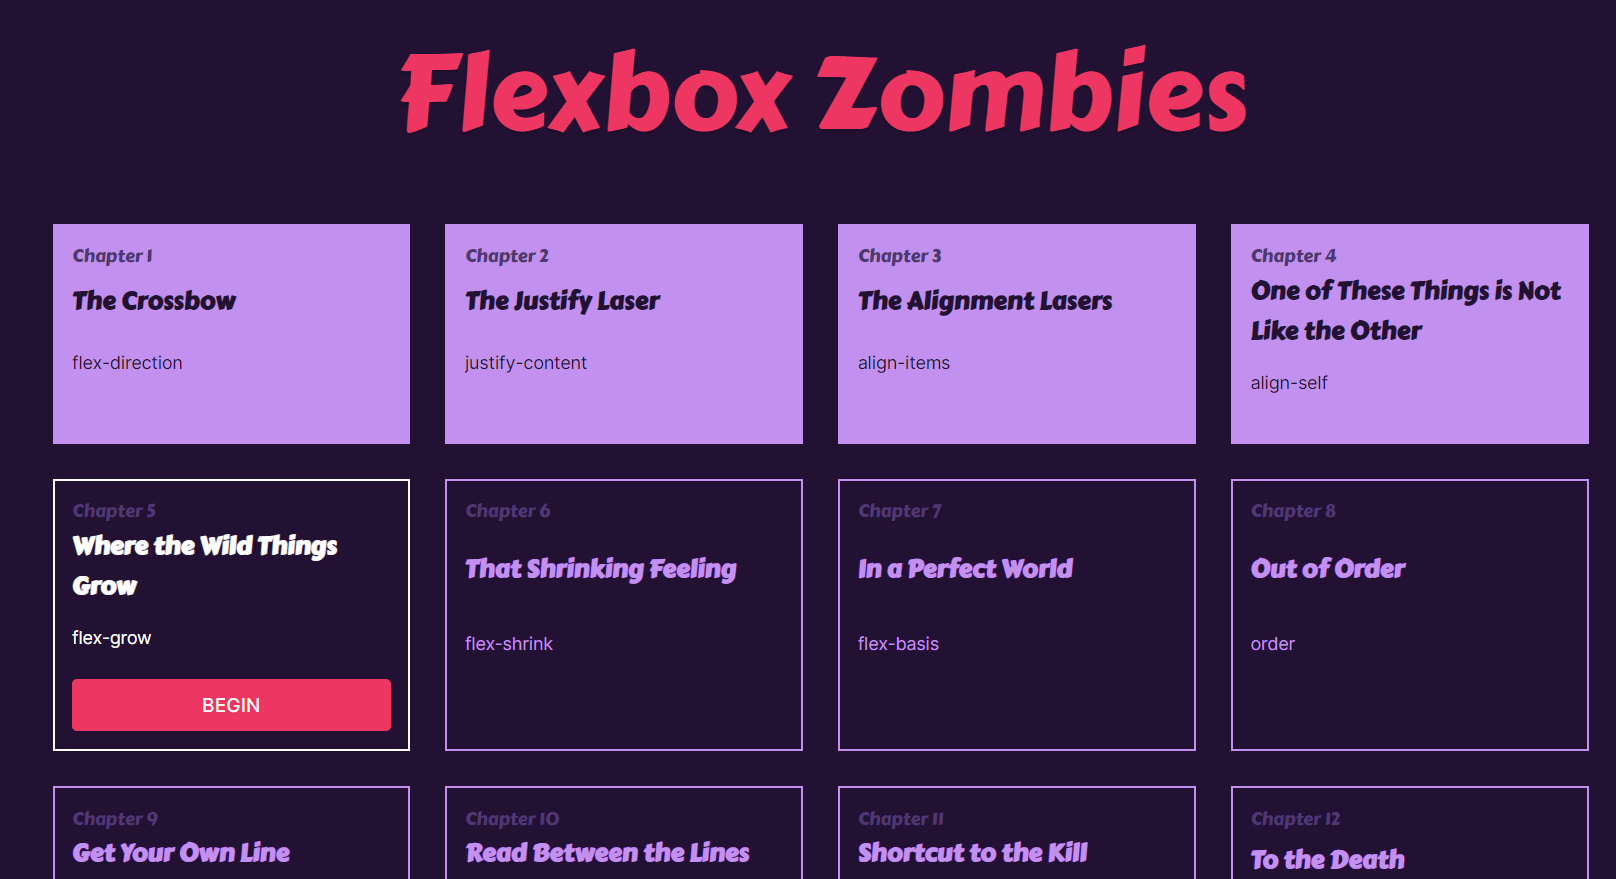 Flexbox Zombies
Chapter 1
The Crossbow
flex-direction
Chapter 2
The Justify Laser
justify-content
Chapter 3
The Alignment Lasers
align-items
Chapter 4
One of These Things is Not
Like the Other
align-self
Chapter 5
Where the Wild Things
Grow
flex-grow
BEGIN
Chapter 6
That Shrinking Feeling
flex-shrink
Chapter 7
In a Perfect World
flex-basis
Chapter 8
Out of Order
order
Chapter 9
Get Your Own Line
Chapter 10
Read Between the Lines
Chapter 11
Shortcut to the Kill
Chapter 12
To the Death